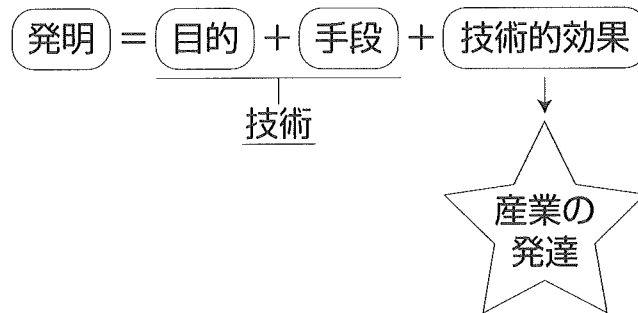 発明 = 目的 + 手段 + 技術的効果
技術
産業の
発達